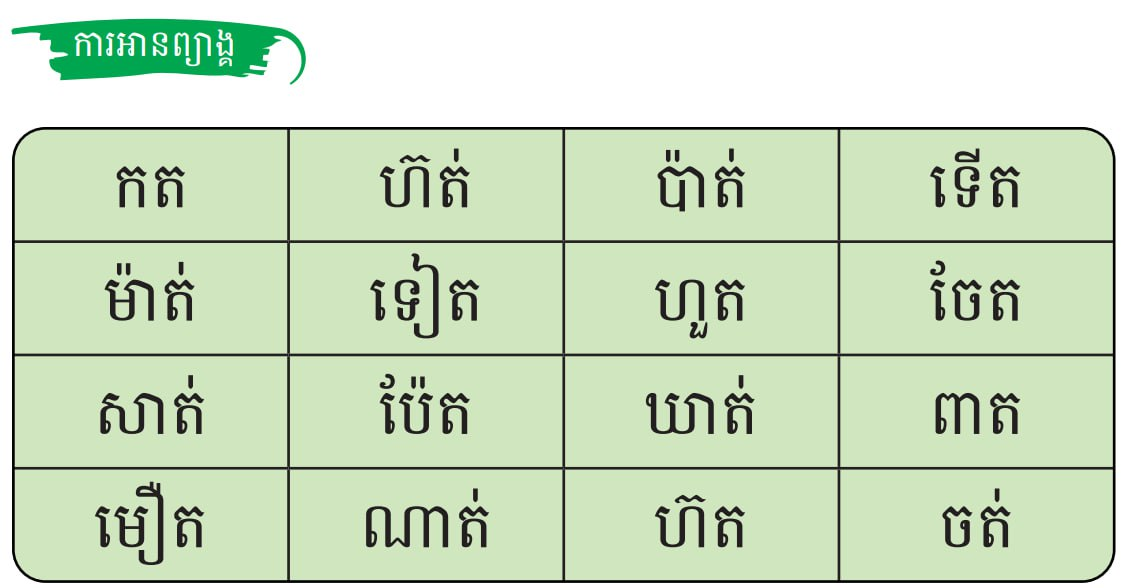 ការអានព្យាង្គ
កត ហ៊ត់ ប៉ាត់ ទើត
ម៉ាត់ ទៀត ហួត ចែត
សាត់ ប៉ែត ឃាត់ ពាត
មឿត ណាត់ ហ៊ត ចត់